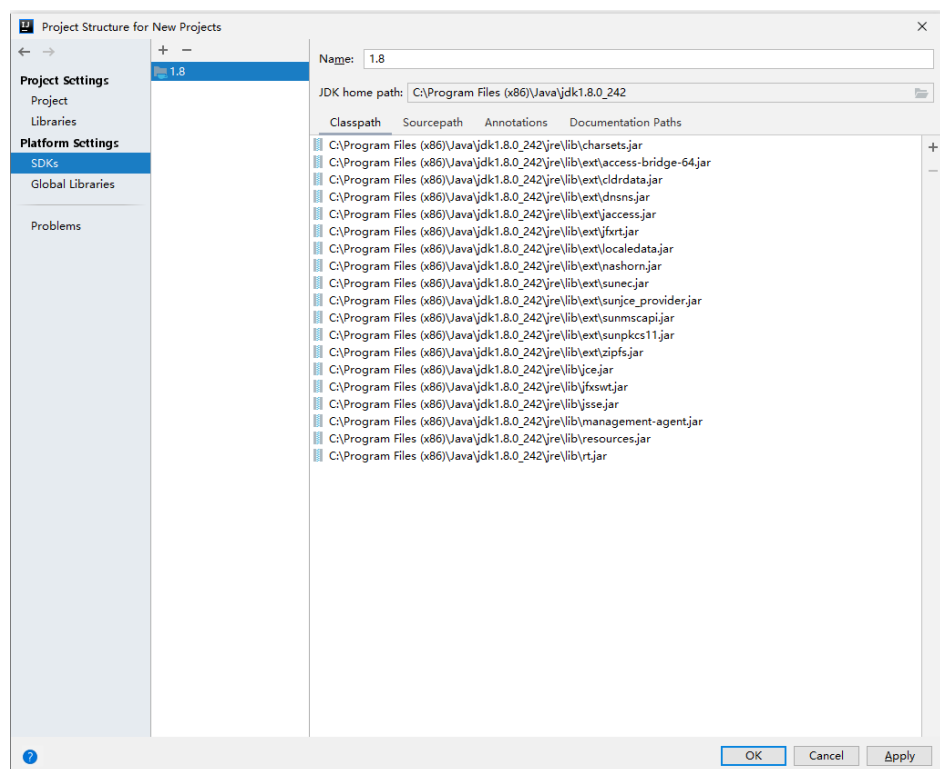 Project Structure for New Projects
Project Settings
Project
Libraries
Platform Settings
SDKs
Global Libraries
Problems
1.8
Name: 1.8
JDK home path: C:\Program Files (x86)\Java\jdk1.8.0_242
Classpath Sourcepath Annotations Documentation Paths
C:\Program Files (x86)\Java\jdk1.8.0_242\jre\lib\charsets.jar
C:\Program Files (x86)\Java\jdk1.8.0_242\jre\lib\ext\access-bridge-64.jar
C:\Program Files (x86)\Java\jdk1.8.0_242\jre\lib\ext\cldrdata.jar
C:\Program Files (x86)\Java\jdk1.8.0_242\jre\lib\ext\dnsns.jar
C:\Program Files (x86)\Java\jdk1.8.0_242\jre\lib\ext\jaccess.jar
C:\Program Files (x86)\Java\jdk1.8.0_242\jre\lib\ext\jfxrt.jar
C:\Program Files (x86)\Java\jdk1.8.0_242\jre\lib\ext\localedata.jar
C:\Program Files (x86)\Java\jdk1.8.0_242\jre\lib\ext\nashorn.jar
C:\Program Files (x86)\Java\jdk1.8.0_242\jre\lib\ext\sunec.jar
C:\Program Files (x86)\Java\jdk1.8.0_242\jre\lib\ext\sunjce_provider.jar
C:\Program Files (x86)\Java\jdk1.8.0_242\jre\lib\ext\sunmscapi.jar
C:\Program Files (x86)\Java\jdk1.8.0_242\jre\lib\ext\sunpkcs11.jar
C:\Program Files (x86)\Java\jdk1.8.0_242\jre\lib\ext\zipfs.jar
C:\Program Files (x86)\Java\jdk1.8.0_242\jre\lib\jce.jar
C:\Program Files (x86)\Java\jdk1.8.0_242\jre\lib\jfxswt.jar
C:\Program Files (x86)\Java\jdk1.8.0_242\jre\lib\jsse.jar
C:\Program Files (x86)\Java\jdk1.8.0_242\jre\lib\management-agent.jar
C:\Program Files (x86)\Java\jdk1.8.0_242\jre\lib\resources.jar
C:\Program Files (x86)\Java\jdk1.8.0_242\jre\lib\rt.jar
OK Cancel Apply